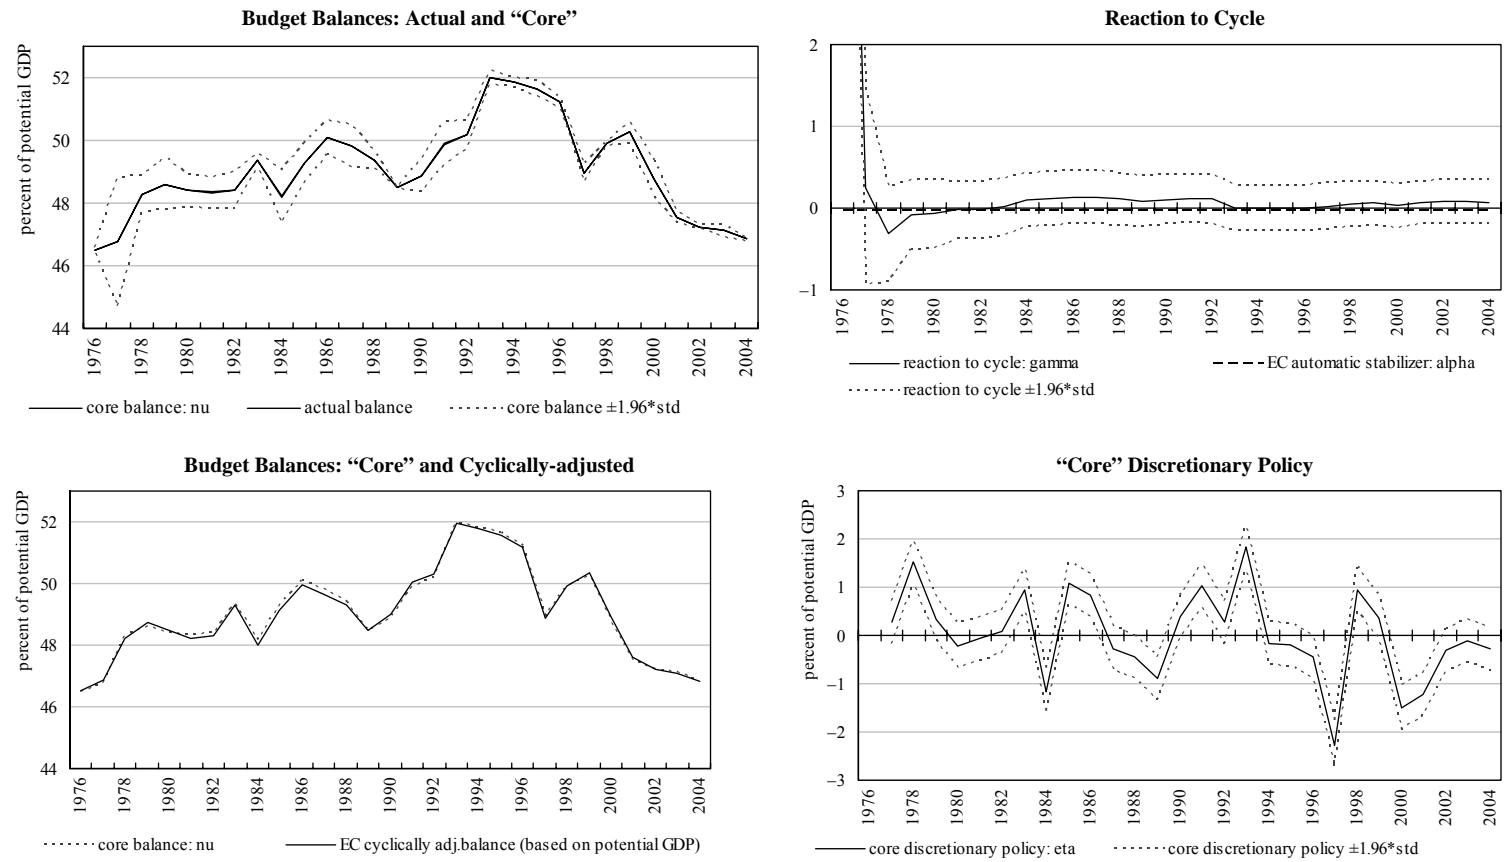 Budget Balances: Actual and “Core”
percent of potential GDP
52
50
48
46
44
1976 1978 1980 1982 1984 1986 1988 1990 1992 1994 1996 1998 2000 2002 2004
core balance: nu actual balance core balance ±1.96*std
Reaction to Cycle
2
1
0
–1
1976 1978 1980 1982 1984 1986 1988 1990 1992 1994 1996 1998 2000 2002 2004
reaction to cycle: gamma EC automatic stabilizer: alpha
reaction to cycle ±1.96*std
Budget Balances: “Core” and Cyclically-adjusted
percent of potential GDP
52
50
48
46
44
1976 1978 1980 1982 1984 1986 1988 1990 1992 1994 1996 1998 2000 2002 2004
core balance: nu EC cyclically adj.balance (based on potential GDP)
“Core” Discretionary Policy
percent of potential GDP
3
2
1
0
–1
–2
–3
1976 1978 1980 1982 1984 1986 1988 1990 1992 1994 1996 1998 2000 2002 2004
core discretionary policy: eta core discretionary policy ±1.96*std